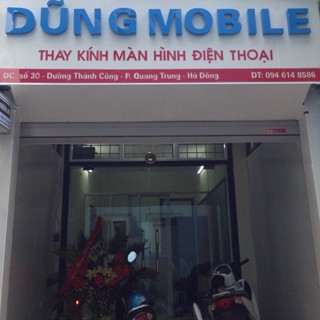 DŨNG MOBILE
THAY KÍNH MÀN HÌNH ĐIỆN THOẠI
ĐC: số 30 - Đường Thành Công - P. Quang Trung - Hà Đông ĐT: 094 614 8586